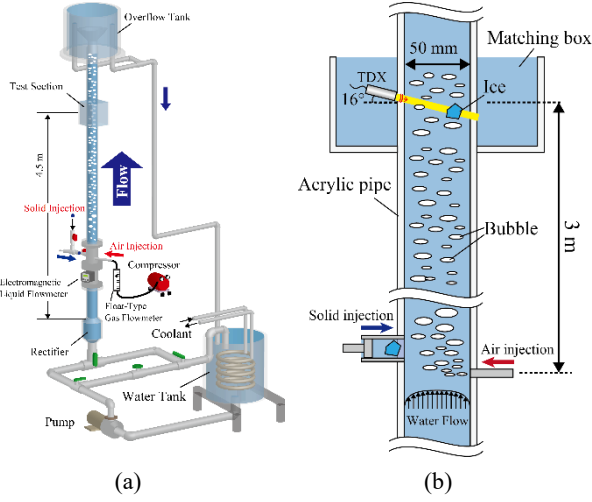 Overflow Tank
Test Section
4.5 m
Solid Injection
Flow
Air Injection
Compressor
Electromagnetic
Liquid Flowmeter
Float-Type
Gas Flowmeter
Coolant
Rectifier
Water Tank
Pump
(a)
50 mm
Matching box
TDX
16°
Ice
Acrylic pipe
Bubble
3 m
Solid injection
Air injection
Water Flow
(b)